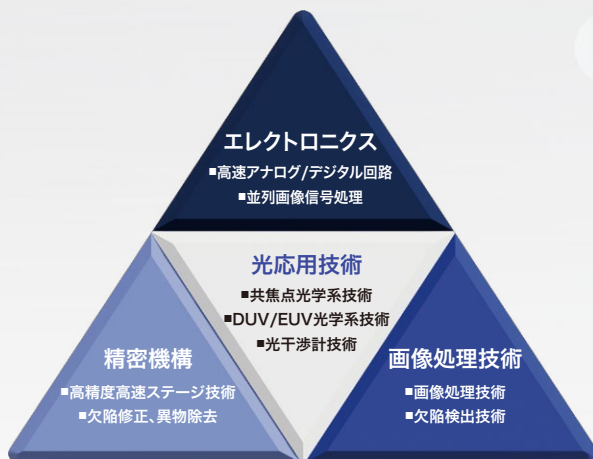 エレクトロニクス
■高速アナログ/デジタル回路
■並列画像信号処理
光応用技術
■共焦点光学系技術
■DUV/EUV光学系技術
■光干渉計技術
精密機構
■高精度高速ステージ技術
■欠陥修正、異物除去
画像処理技術
■画像処理技術
■欠陥検出技術